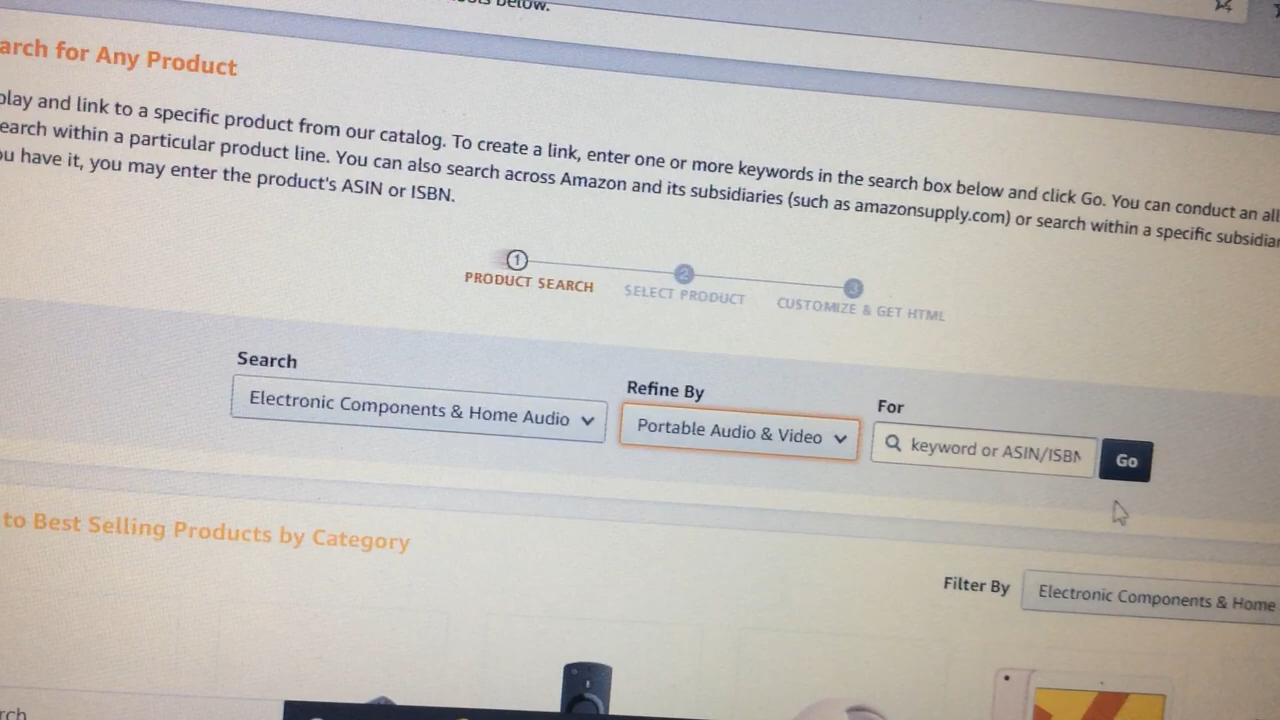 below.
arch for Any Product
play and link to a specific product from our catalog. To create a link, enter one or more keywords in the search box below and click Go. You can conduct an all
earch within a particular product line. You can also search across Amazon and its subsidiaries (such as amazonsupply.com) or search within a specific subsidiar
ou have it, you may enter the product's ASIN or ISBN.
1 2 3
PRODUCT SEARCH SELECT PRODUCT CUSTOMIZE & GET HTML
Search Refine By For
Electronic Components & Home Audio Portable Audio & Video keyword or ASIN/ISBN Go
to Best Selling Products by Category
Filter By Electronic Components & Home
rch